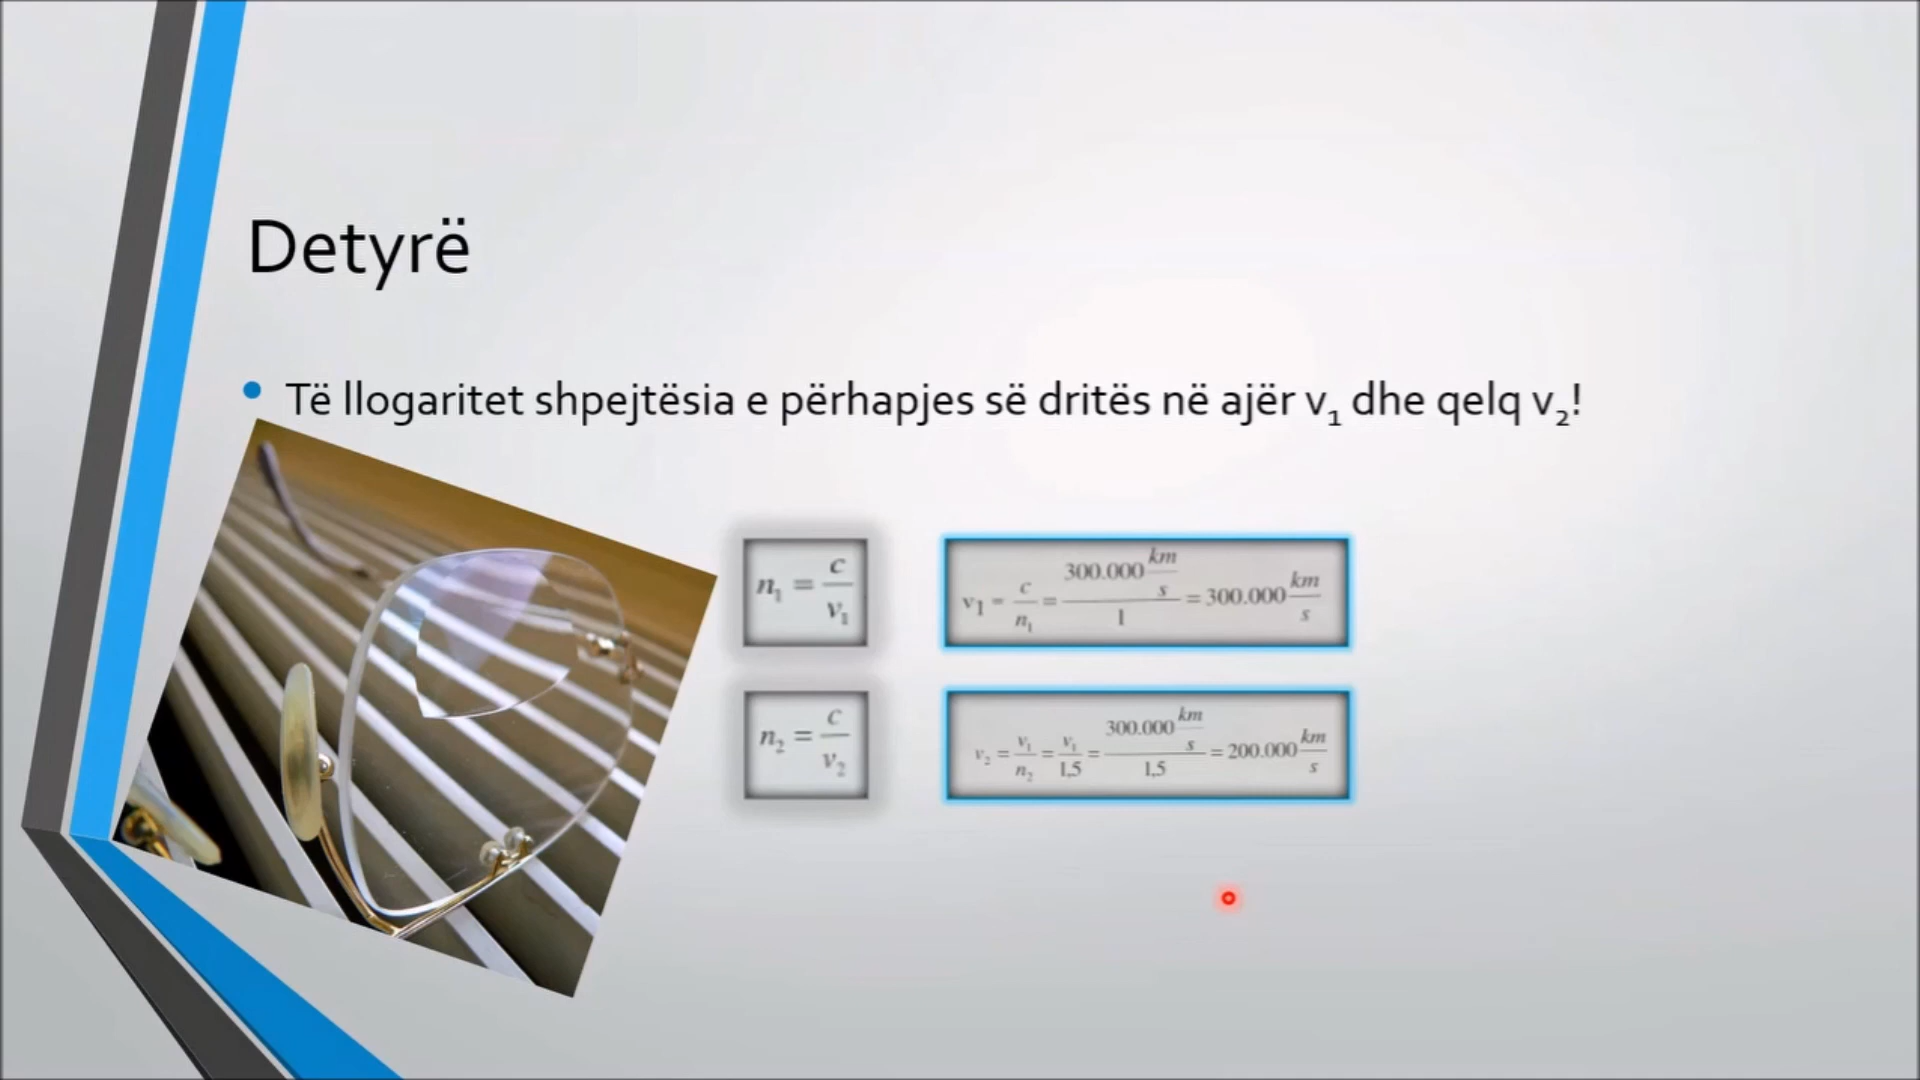 Detyrë
• Të llogaritet shpejtësia e përhapjes së dritës në ajër v₁ dhe qelq v₂!
n₁ = c/v₁
v1 = c/n₁ = 300.000 km/s / 1 = 300.000 km/s
n₂ = c/v₂
v₂ = v₁/n₂ = v₁/1,5 = 300.000 km/s / 1,5 = 200.000 km/s